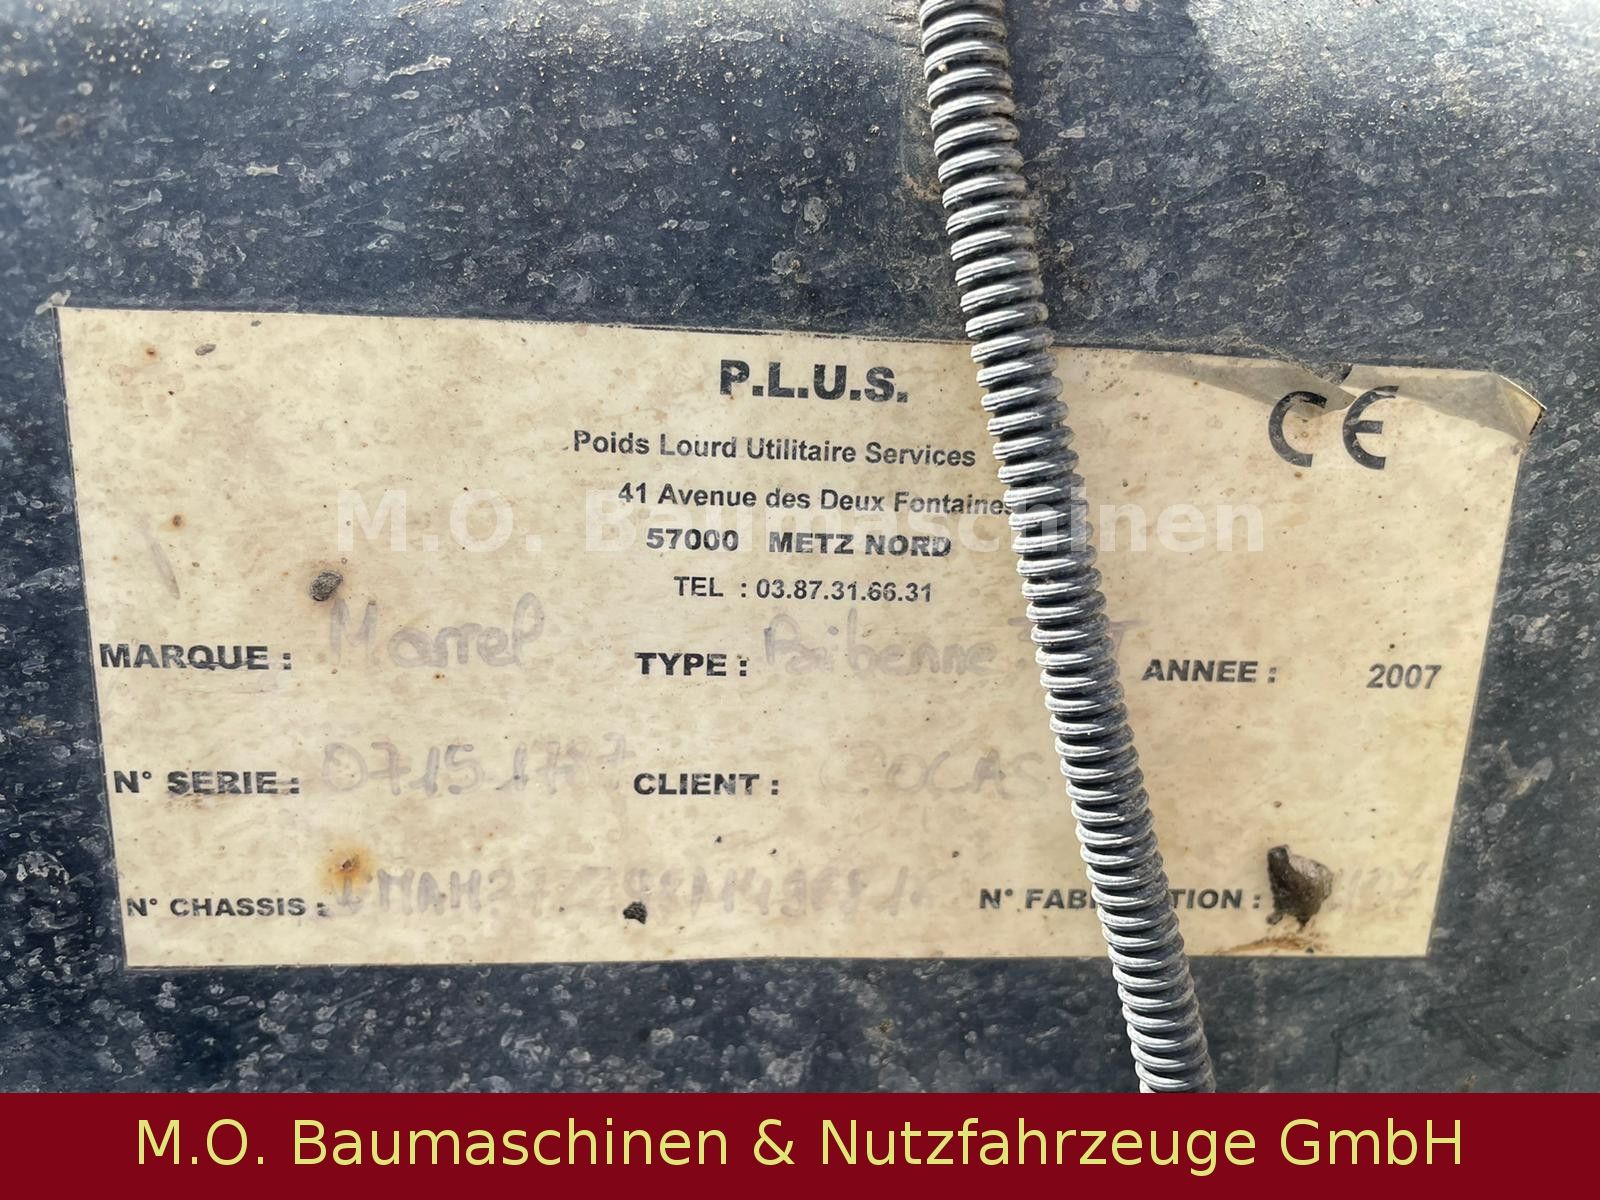 P.L.U.S.
CE
Poids Lourd Utilitaire Services
41 Avenue des Deux Fontaines
M.O. Baumaschinen
57000 METZ NORD
TEL : 03.87.31.66.31
MARQUE : Marrel TYPE : ANNEE : 2007
N° SERIE : CLIENT :
N° CHASSIS : N°
M.O. Baumaschinen & Nutzfahrzeuge GmbH